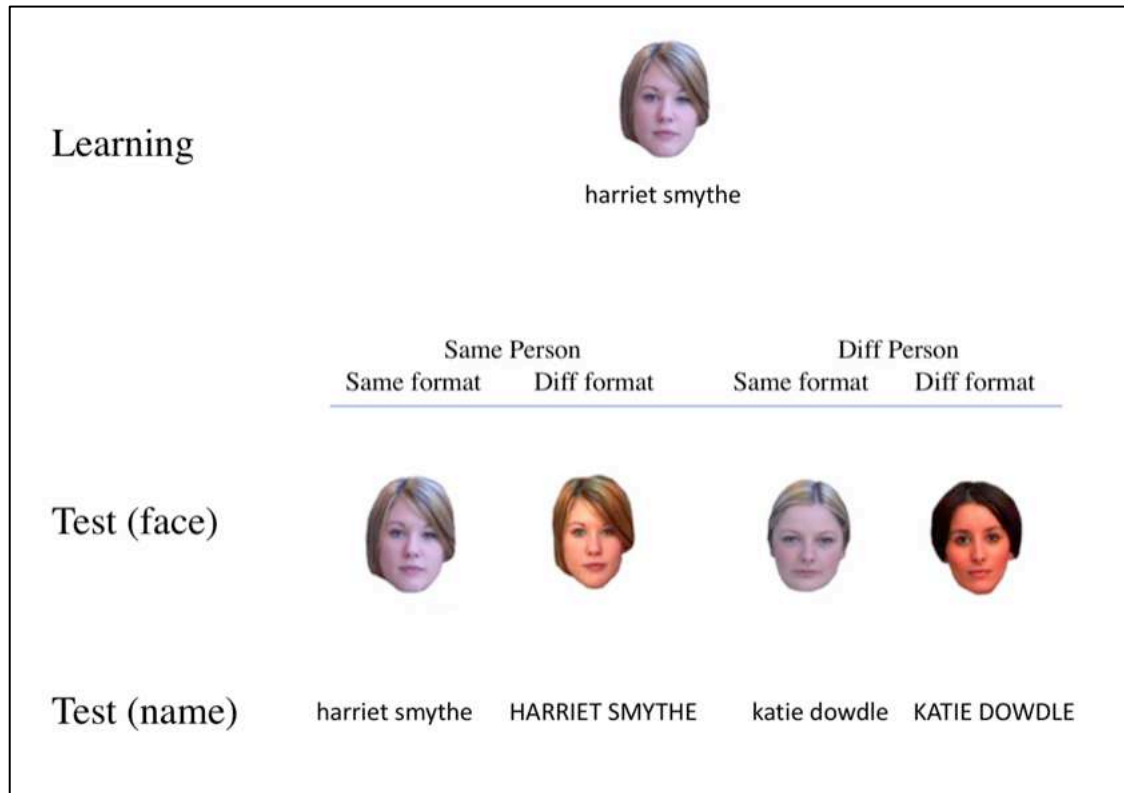 Learning
harriet smythe
Same Person Diff Person
Same format Diff format Same format Diff format
Test (face)
Test (name) harriet smythe HARRIET SMYTHE katie dowdle KATIE DOWDLE